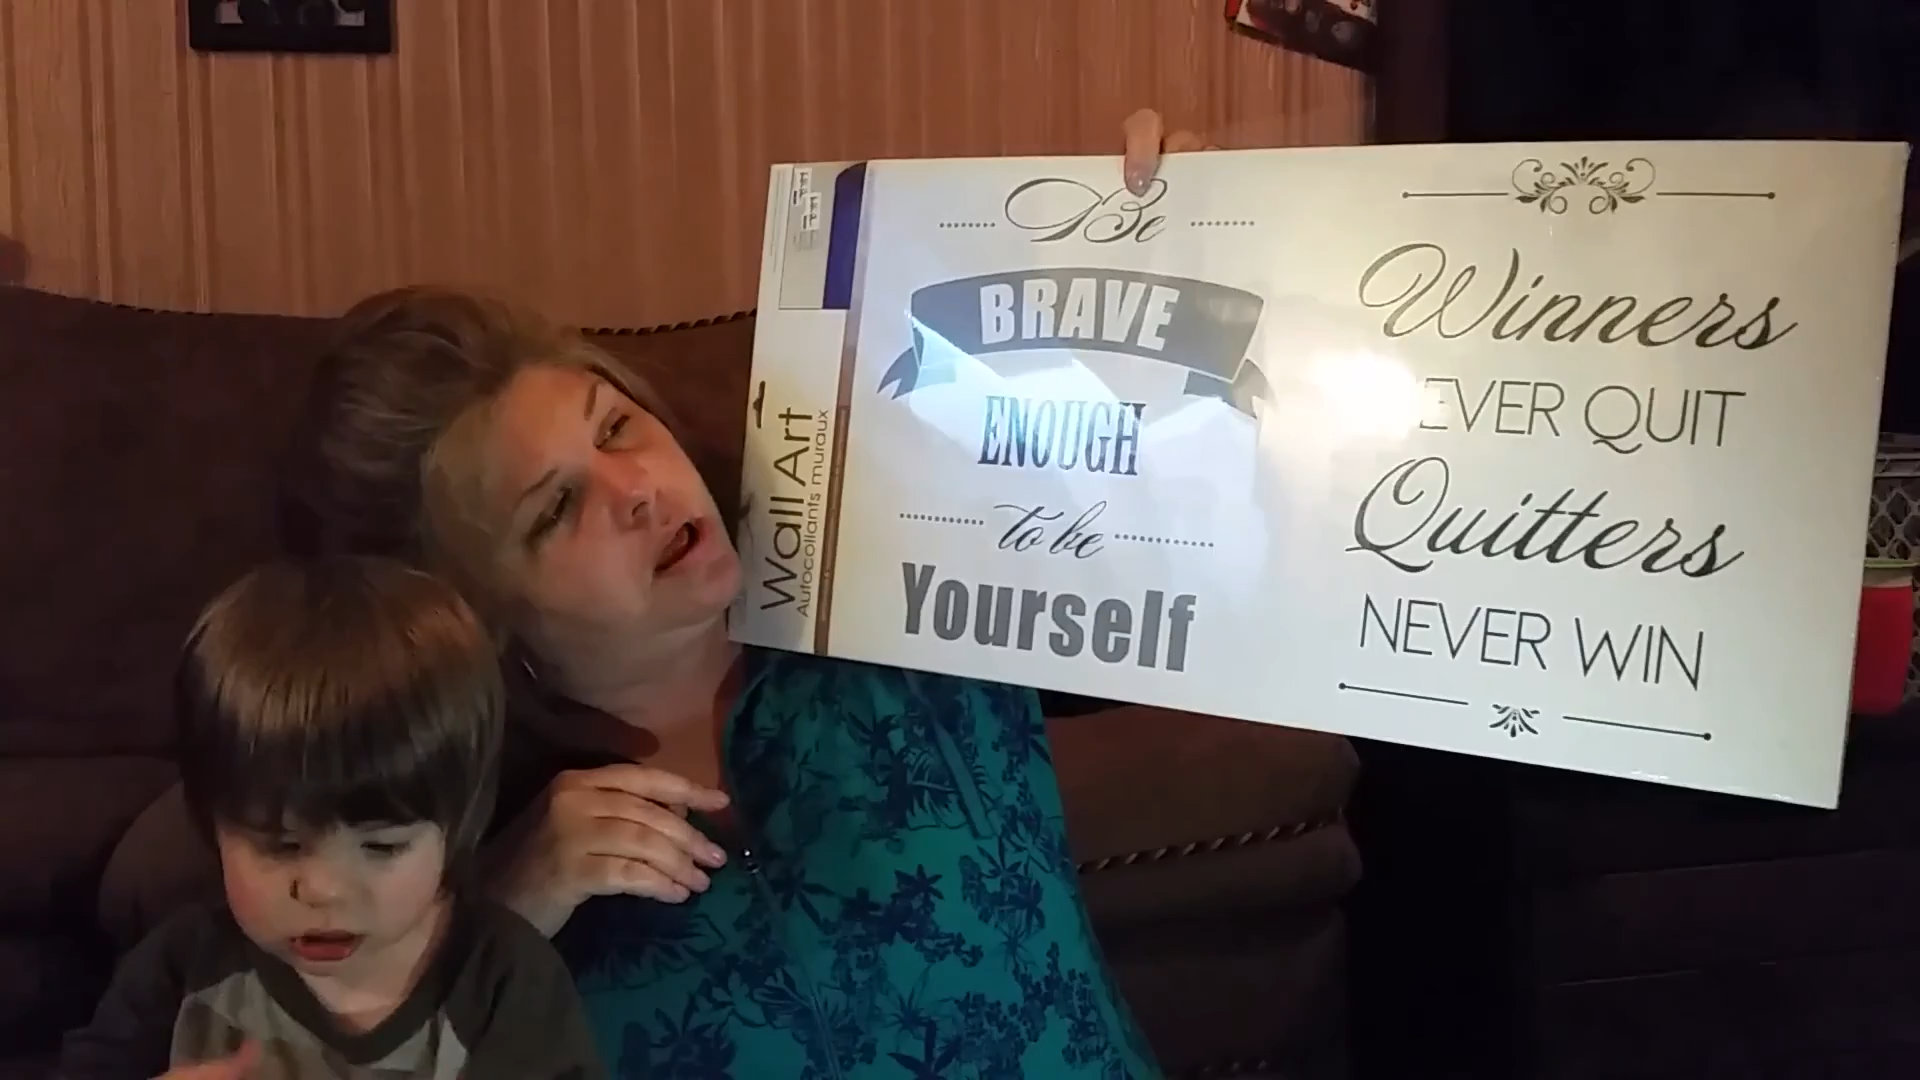 Wall Art
Autocollants muraux
Be
BRAVE
ENOUGH
to be
Yourself
Winners
EVER QUIT
Quitters
NEVER WIN